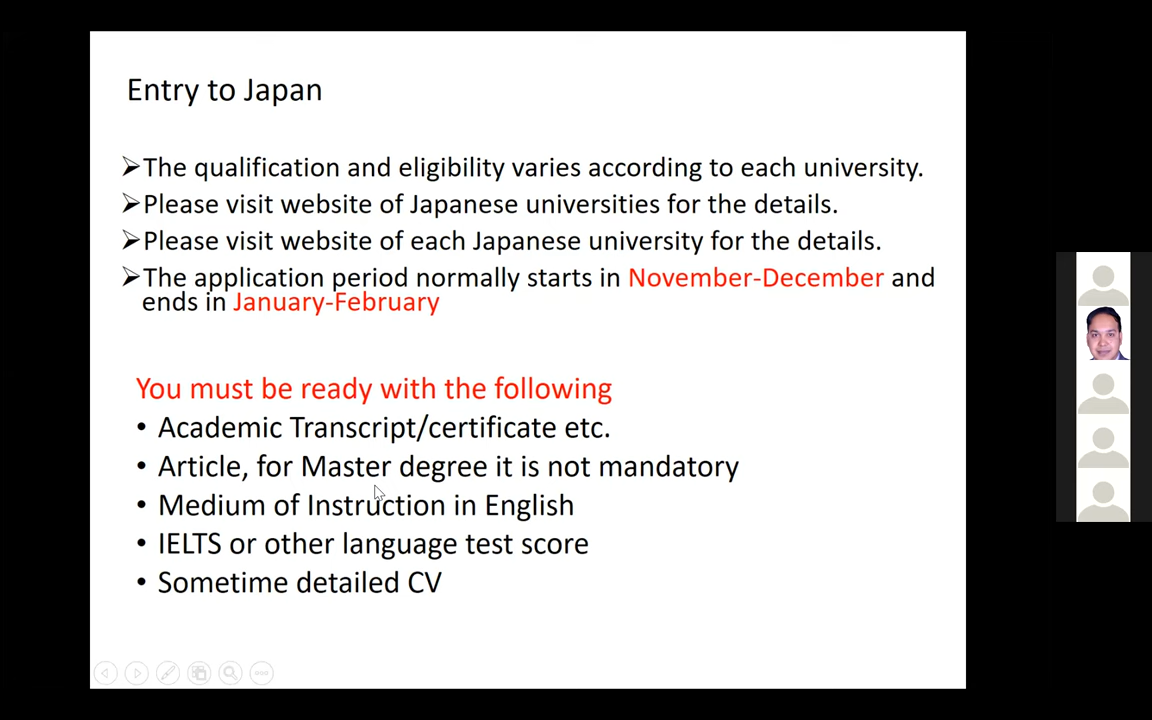 Entry to Japan
➢The qualification and eligibility varies according to each university.
➢Please visit website of Japanese universities for the details.
➢Please visit website of each Japanese university for the details.
➢The application period normally starts in November-December and
ends in January-February
You must be ready with the following
• Academic Transcript/certificate etc.
• Article, for Master degree it is not mandatory
• Medium of Instruction in English
• IELTS or other language test score
• Sometime detailed CV